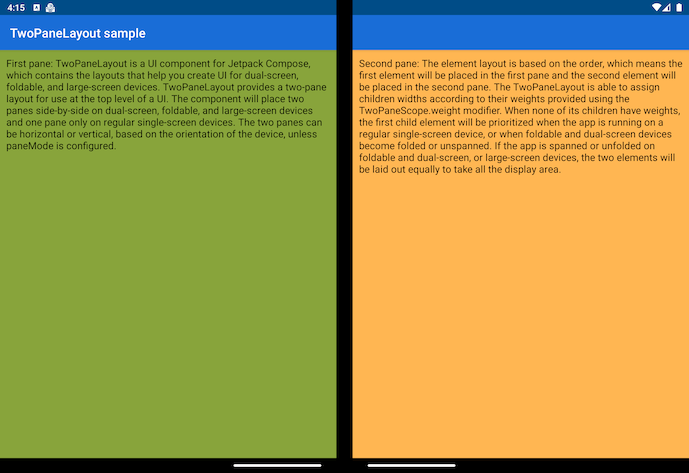 4:15
TwoPaneLayout sample
First pane: TwoPaneLayout is a UI component for Jetpack Compose,
which contains the layouts that help you create UI for dual-screen,
foldable, and large-screen devices. TwoPaneLayout provides a two-pane
layout for use at the top level of a UI. The component will place two
panes side-by-side on dual-screen, foldable, and large-screen devices
and one pane only on regular single-screen devices. The two panes can
be horizontal or vertical, based on the orientation of the device, unless
paneMode is configured.
Second pane: The element layout is based on the order, which means the
first element will be placed in the first pane and the second element will
be placed in the second pane. The TwoPaneLayout is able to assign
children widths according to their weights provided using the
TwoPaneScope.weight modifier. When none of its children have weights,
the first child element will be prioritized when the app is running on a
regular single-screen device, or when foldable and dual-screen devices
become folded or unspanned. If the app is spanned or unfolded on
foldable and dual-screen, or large-screen devices, the two elements will
be laid out equally to take all the display area.